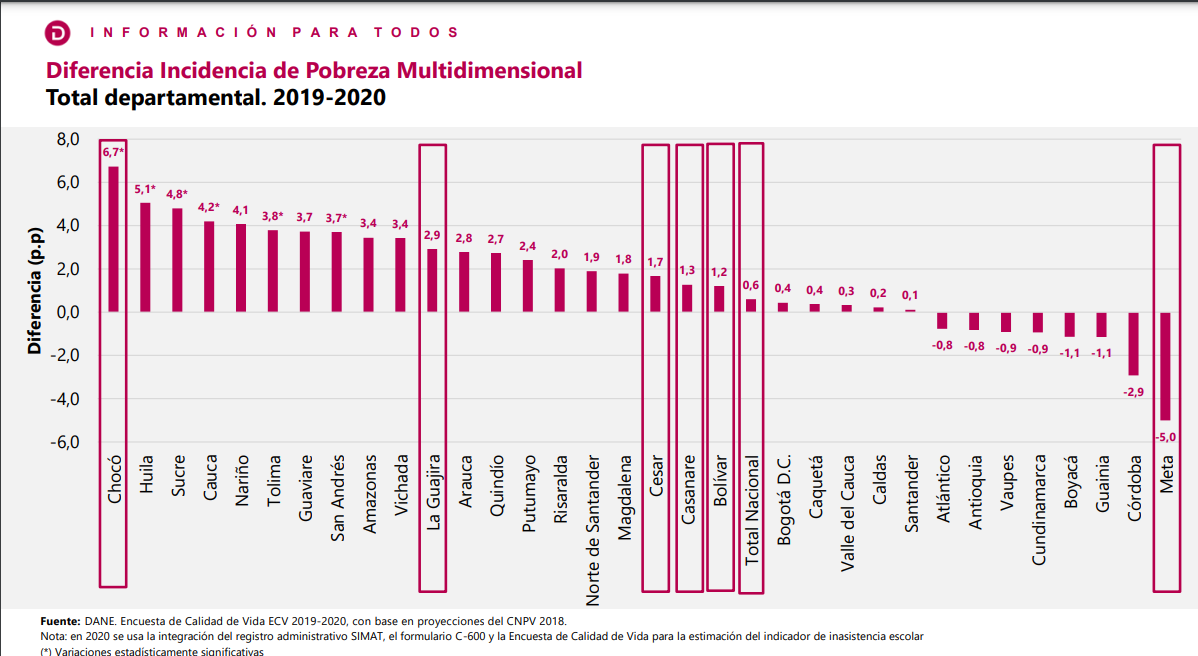 INFORMACIÓN PARA TODOS
Diferencia Incidencia de Pobreza Multidimensional
Total departamental. 2019-2020
Diferencia (p.p)
8,0
6,0
4,0
2,0
0,0
-2,0
-4,0
-6,0
6,7*
5,1*
4,8*
4,2*
4,1
3,8*
3,7
3,7*
3,4
3,4
2,9
2,8
2,7
2,4
2,0
1,9
1,8
1,7
1,3
1,2
0,6
0,4
0,4
0,3
0,2
0,1
-0,8
-0,8
-0,9
-0,9
-1,1
-1,1
-2,9
-5,0
Chocó
Huila
Sucre
Cauca
Nariño
Tolima
Guaviare
San Andrés
Amazonas
Vichada
La Guajira
Arauca
Quindío
Putumayo
Risaralda
Norte de Santander
Magdalena
Cesar
Casanare
Bolívar
Total Nacional
Bogotá D.C.
Caquetá
Valle del Cauca
Caldas
Santander
Atlántico
Antioquia
Vaupes
Cundinamarca
Boyacá
Guainia
Córdoba
Meta
Fuente: DANE. Encuesta de Calidad de Vida ECV 2019-2020, con base en proyecciones del CNPV 2018.
Nota: en 2020 se usa la integración del registro administrativo SIMAT, el formulario C-600 y la Encuesta de Calidad de Vida para la estimación del indicador de inasistencia escolar
(*) Variaciones estadísticamente significativas